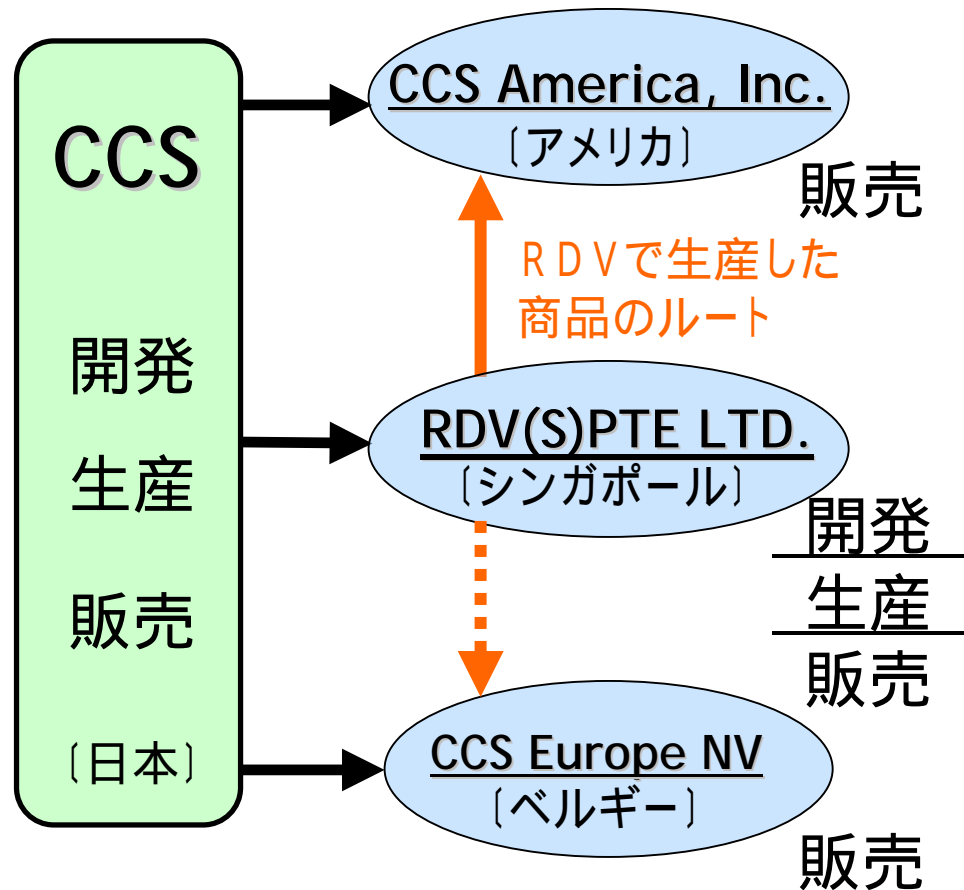 CCS
開発
生産
販売
〔日本〕
CCS America, Inc.
〔アメリカ〕
販売
RDVで生産した
商品のルート
RDV(S)PTE LTD.
〔シンガポール〕
開発
生産
販売
CCS Europe NV
〔ベルギー〕
販売